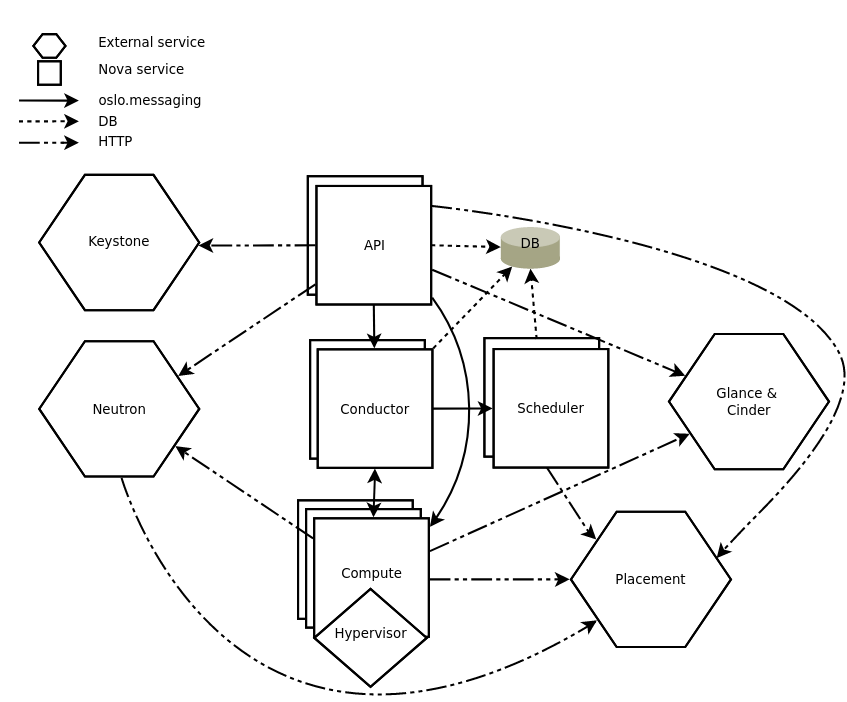 External service
Nova service
oslo.messaging
DB
HTTP
Keystone
API
DB
Neutron
Conductor
Scheduler
Glance &
Cinder
Compute
Hypervisor
Placement